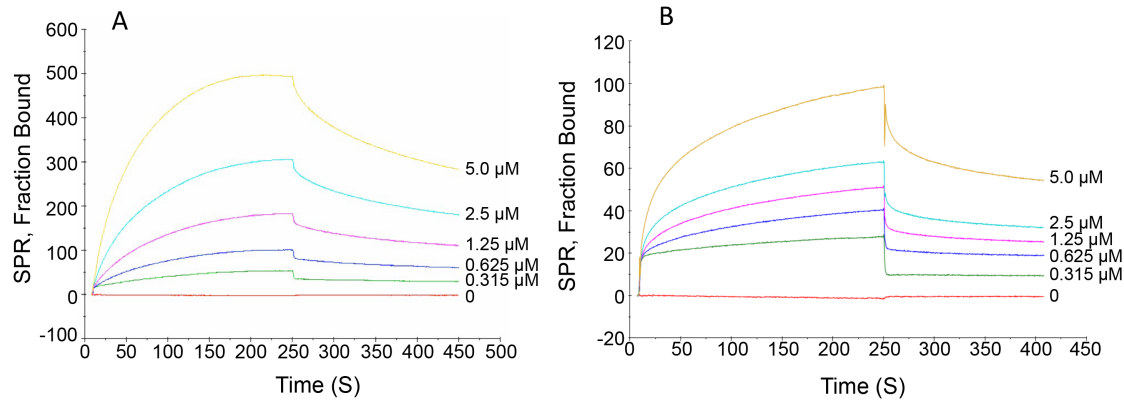 A
SPR, Fraction Bound
600
500
400
300
200
100
0
-100
0 50 100 150 200 250 300 350 400 450 500
Time (S)
5.0 µM
2.5 µM
1.25 µM
0.625 µM
0.315 µM
0
B
SPR, Fraction Bound
120
100
80
60
40
20
0
-20
0 50 100 150 200 250 300 350 400 450
Time (S)
5.0 µM
2.5 µM
1.25 µM
0.625 µM
0.315 µM
0